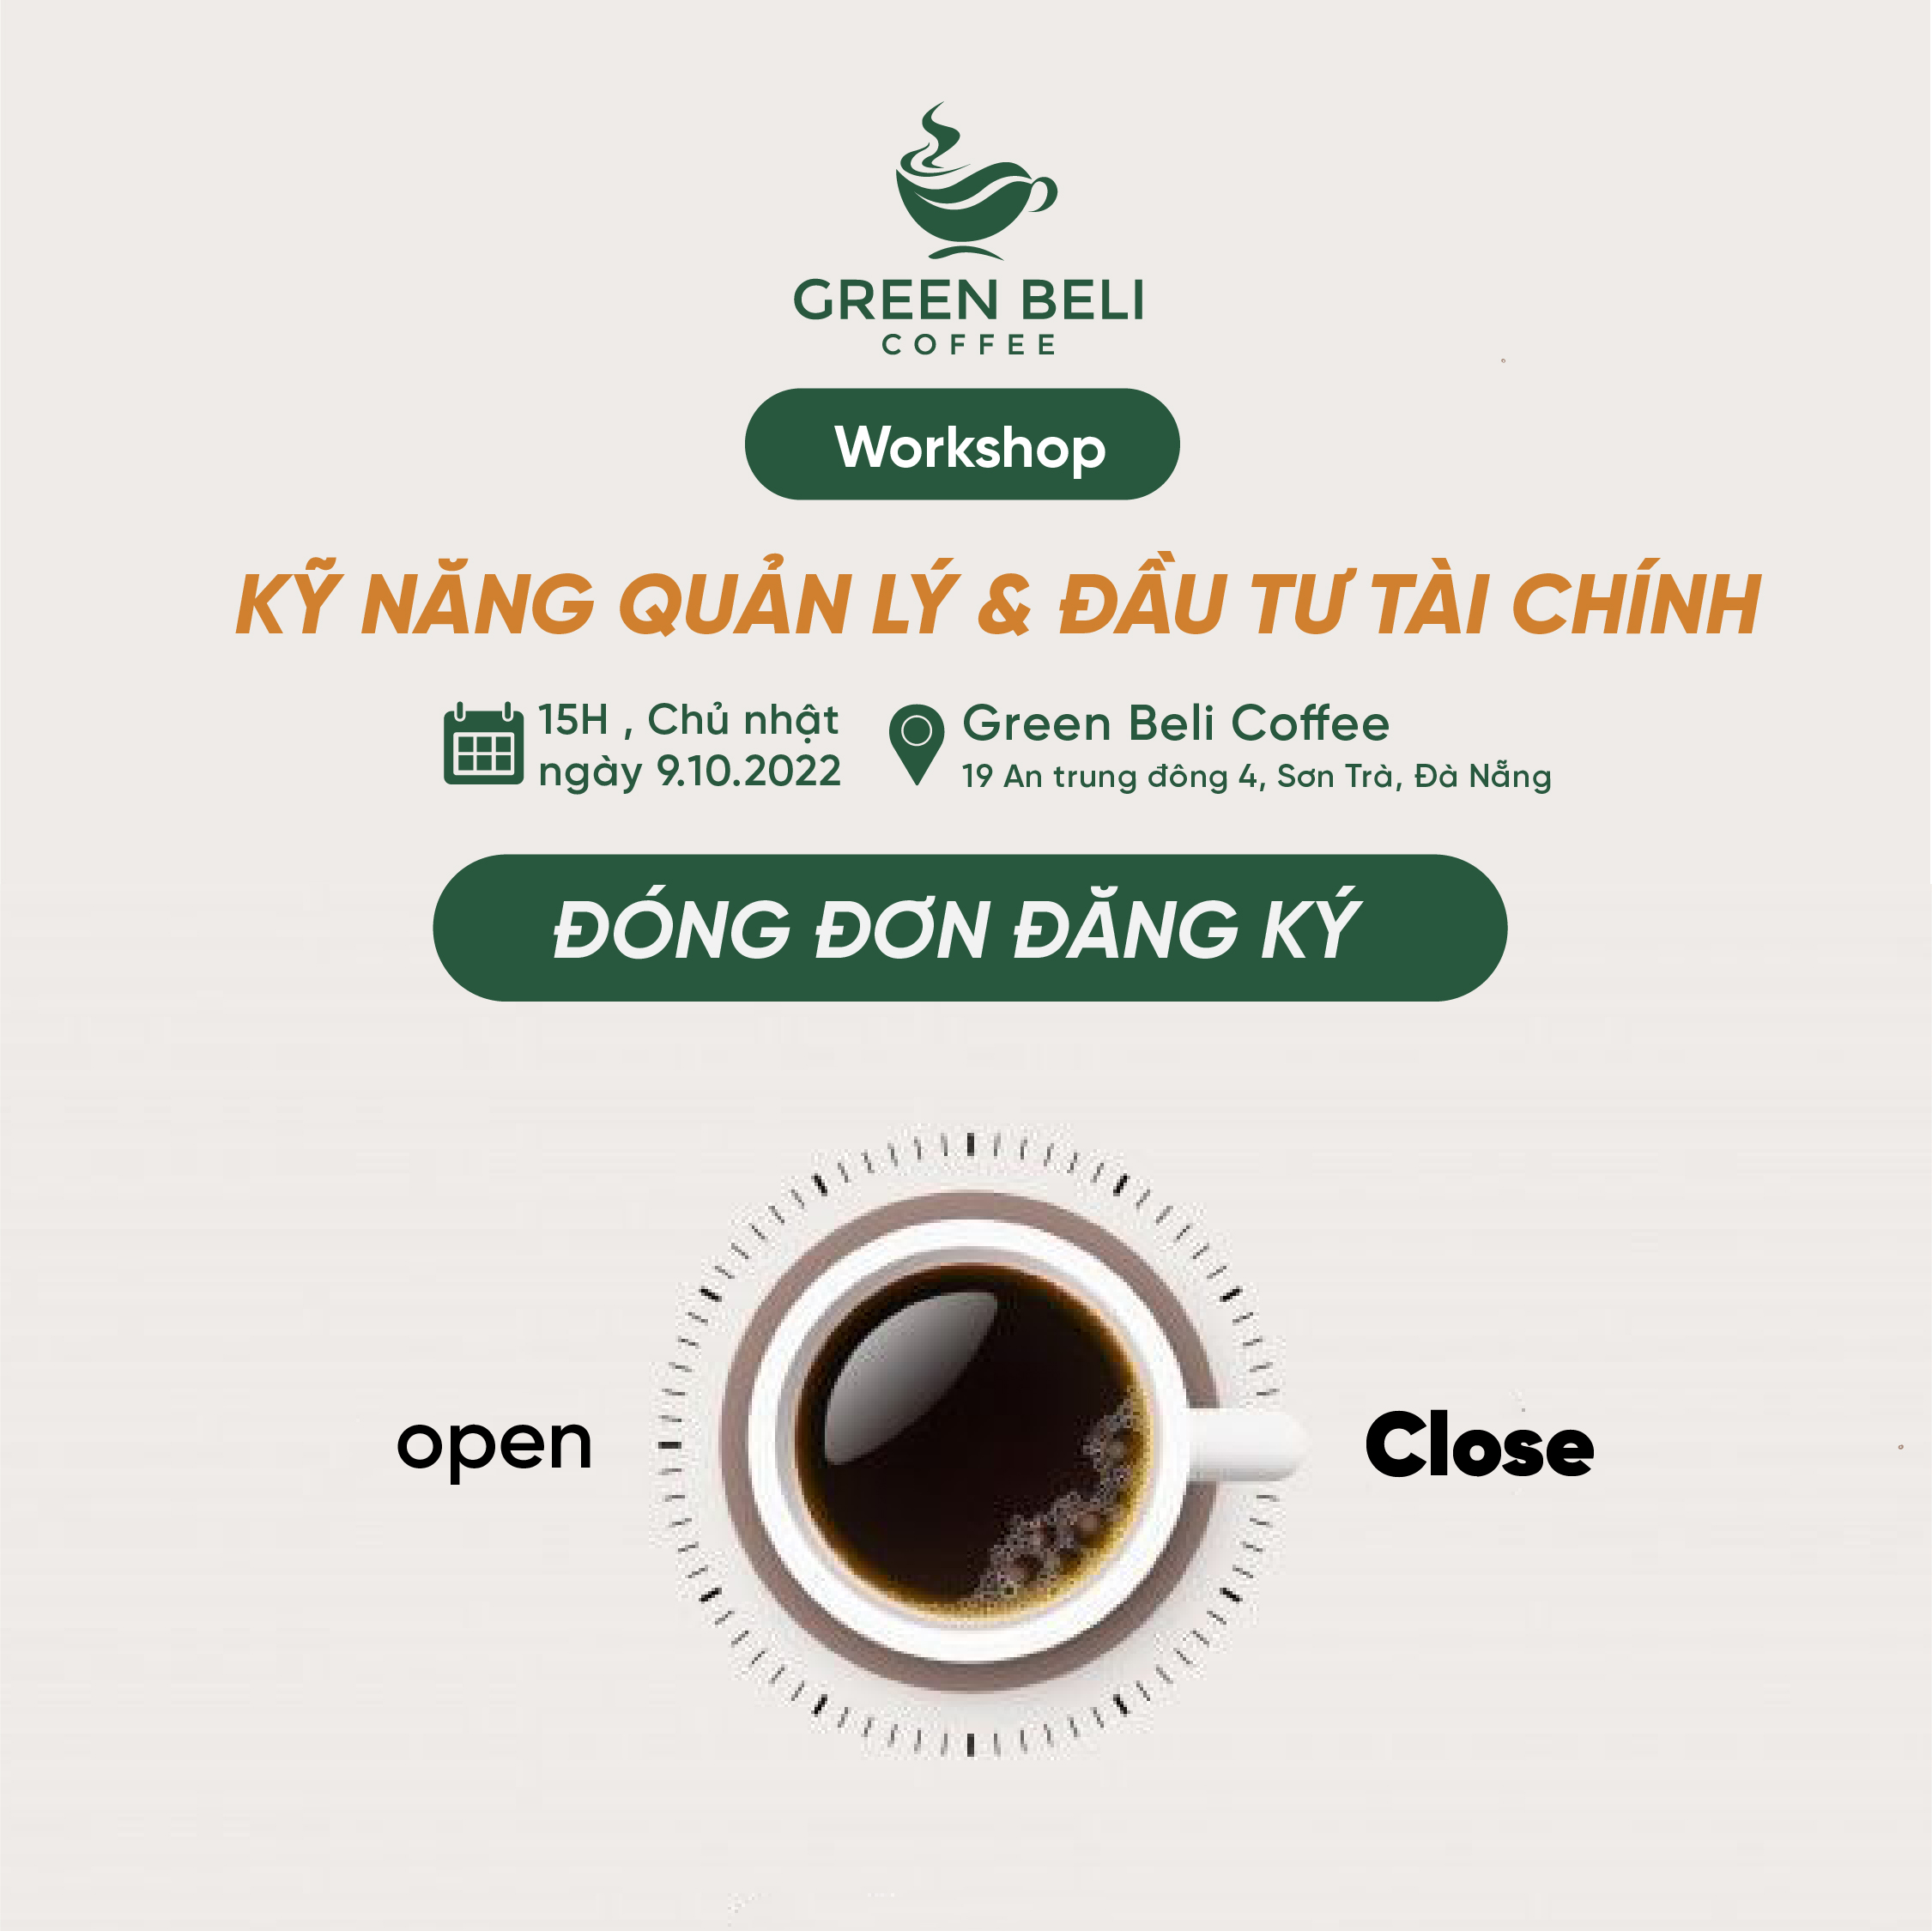 GREEN BELI
COFFEE
Workshop
KỸ NĂNG QUẢN LÝ & ĐẦU TƯ TÀI CHÍNH
15H , Chủ nhật
ngày 9.10.2022
Green Beli Coffee
19 An trung đông 4, Sơn Trà, Đà Nẵng
ĐÓNG ĐƠN ĐĂNG KÝ
open
Close